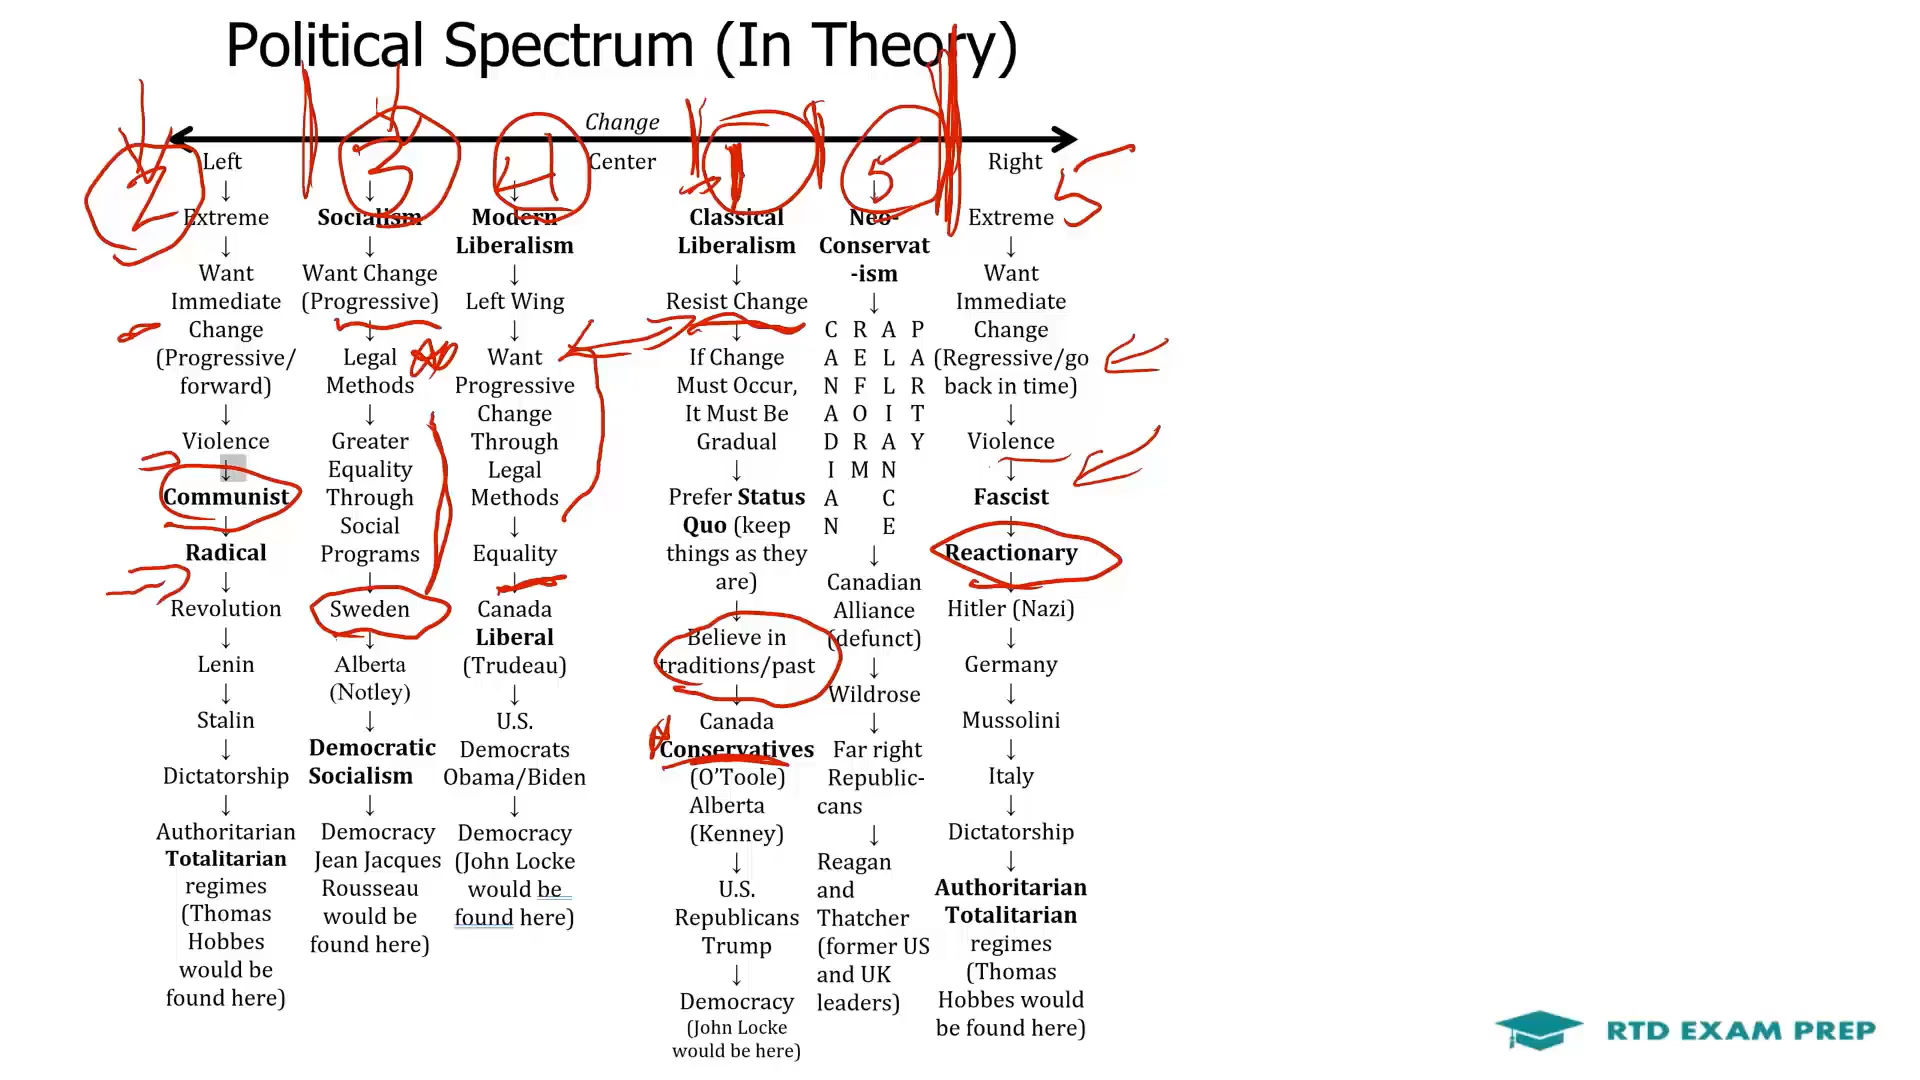 Political Spectrum (In Theory)
Change
Left
Center
Right
2
3
4
1
5
5
↓
Extreme
↓
Want
Immediate
Change
(Progressive/
forward)
↓
Violence
↓
Communist
↓
Radical
↓
Revolution
↓
Lenin
↓
Stalin
↓
Dictatorship
↓
Authoritarian
Totalitarian
regimes
(Thomas
Hobbes
would be
found here)
↓
Socialism
↓
Want Change
(Progressive)
↓
Legal
Methods
↓
Greater
Equality
Through
Social
Programs
↓
Sweden
↓
Alberta
(Notley)
↓
Democratic
Socialism
↓
Democracy
Jean Jacques
Rousseau
would be
found here)
↓
Modern
Liberalism
↓
Left Wing
↓
Want
Progressive
Change
Through
Legal
Methods
↓
Equality
↓
Canada
Liberal
(Trudeau)
↓
U.S.
Democrats
Obama/Biden
↓
Democracy
(John Locke
would be
found here)
Classical
Liberalism
↓
Resist Change
↓
If Change
Must Occur,
It Must Be
Gradual
↓
Prefer Status
Quo (keep
things as they
are)
↓
Believe in
traditions/past
↓
Canada
Conservatives
(O'Toole)
Alberta
(Kenney)
↓
U.S.
Republicans
Trump
↓
Democracy
(John Locke
would be here)
↓
Neo-
Conservat
-ism
↓
C R A P
A E L A
N F L R
A O I T
D R A Y
I M N
A C
N E
↓
Canadian
Alliance
(defunct)
↓
Wildrose
↓
Far right
Republic-
cans
↓
Reagan
and
Thatcher
(former US
and UK
leaders)
Extreme
↓
Want
Immediate
Change
(Regressive/go
back in time)
↓
Violence
↓
Fascist
↓
Reactionary
↓
Hitler (Nazi)
↓
Germany
↓
Mussolini
↓
Italy
↓
Dictatorship
↓
Authoritarian
Totalitarian
regimes
(Thomas
Hobbes would
be found here)
RTD EXAM PREP